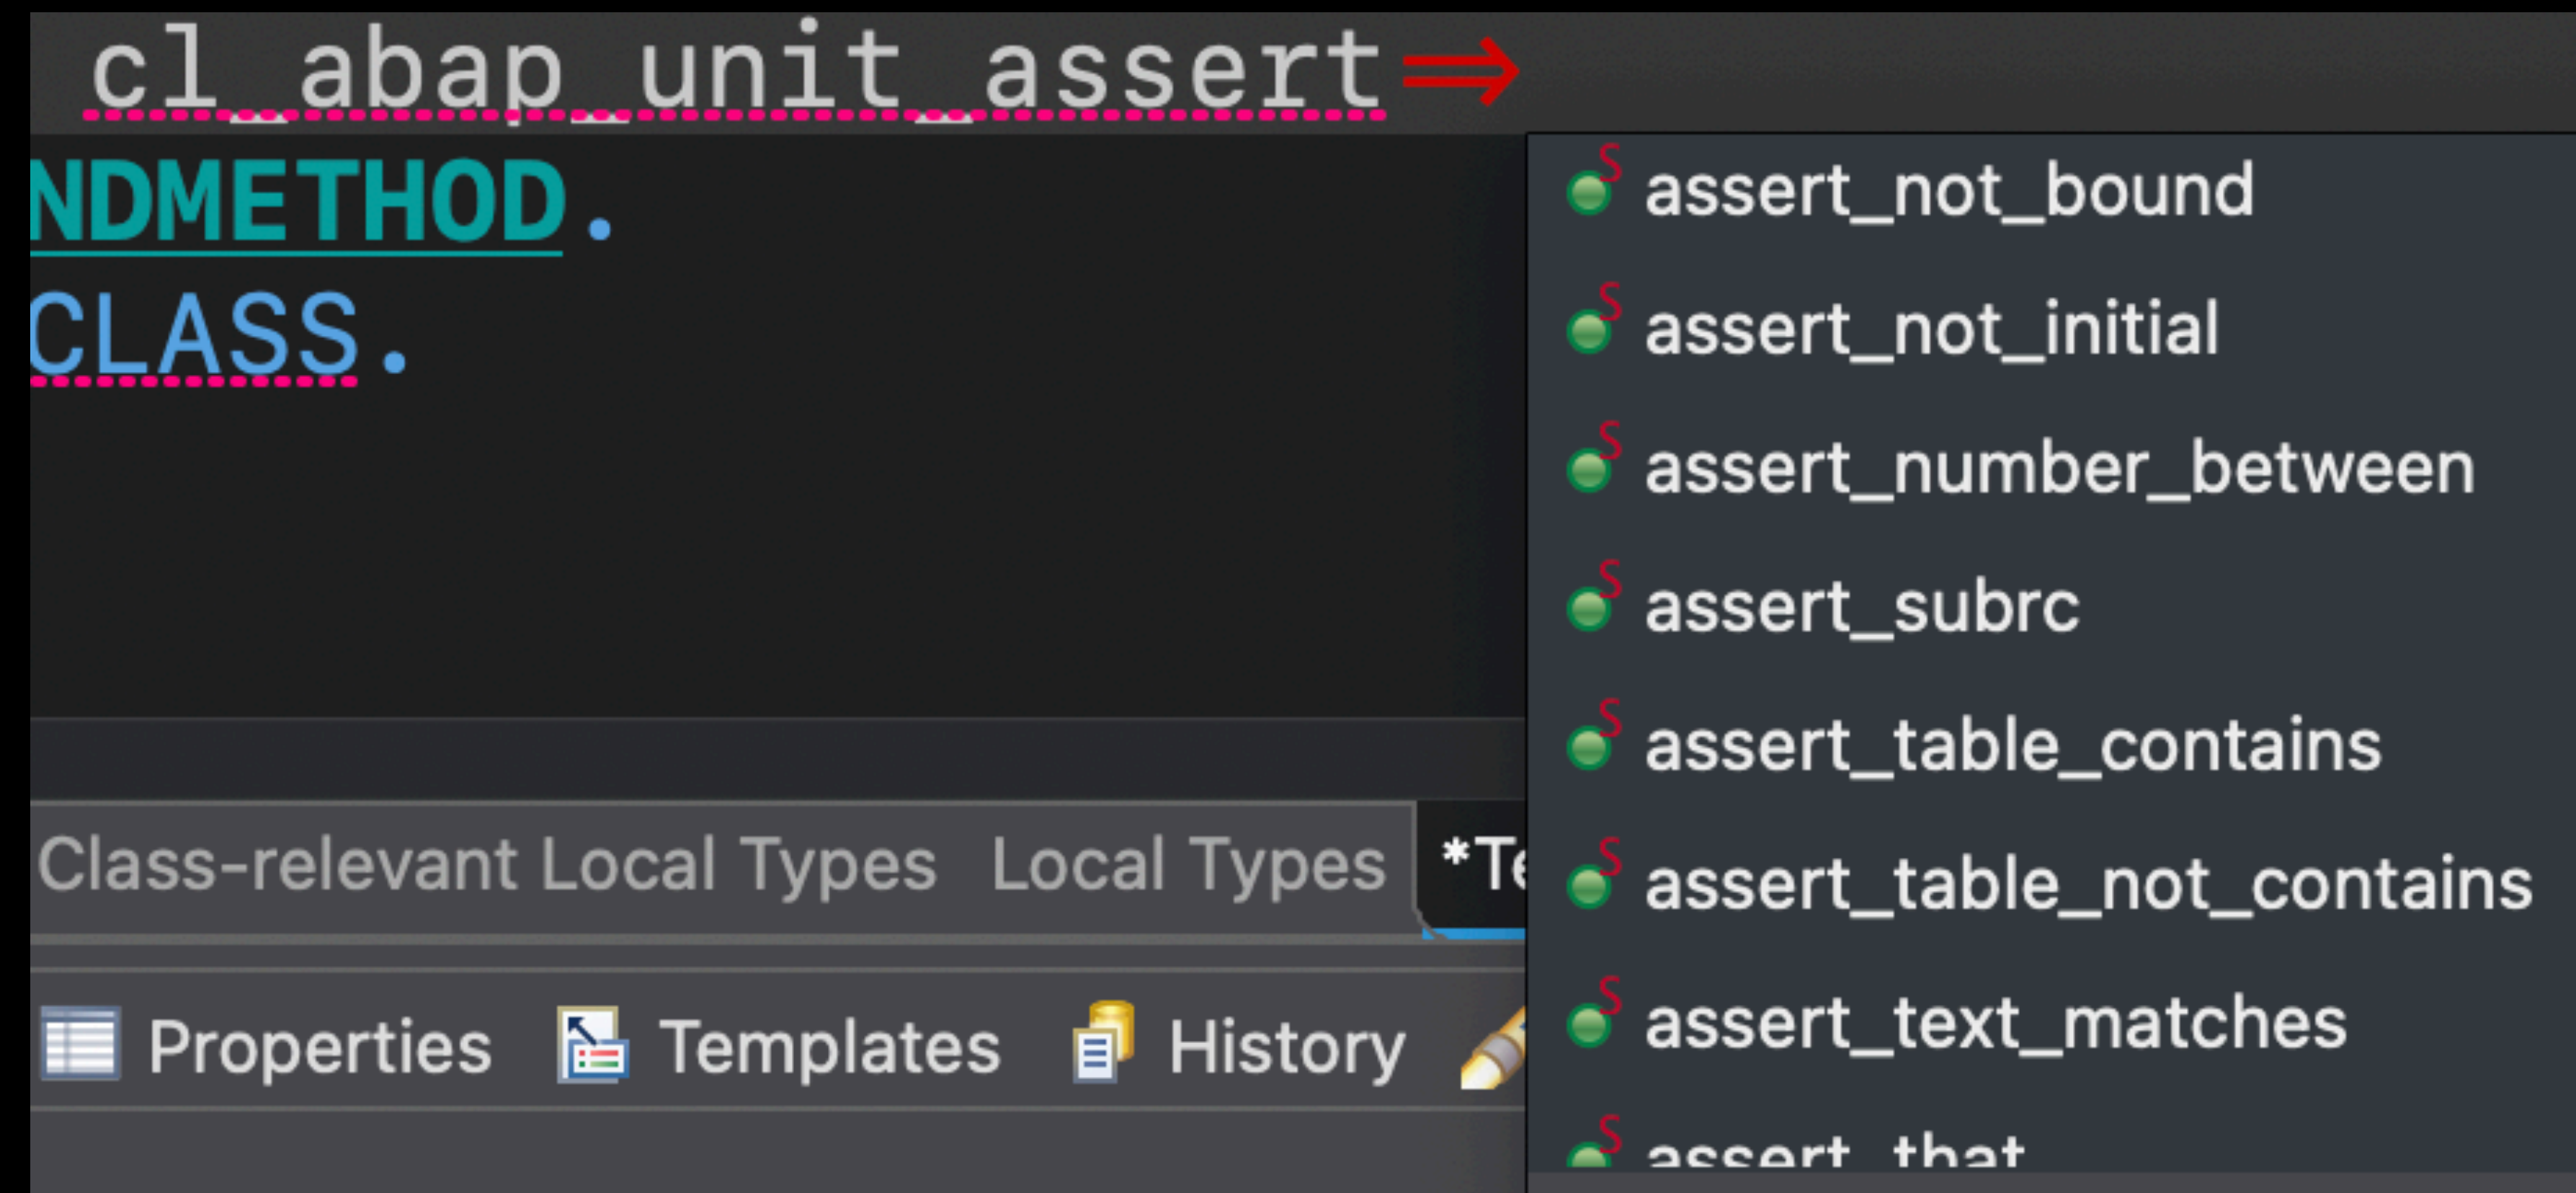 cl_abap_unit_assert⇒
NDMETHOD.
CLASS.
assert_not_bound
assert_not_initial
assert_number_between
assert_subrc
assert_table_contains
assert_table_not_contains
assert_text_matches
assert_that
Class-relevant Local Types
Local Types
*Te
Properties
Templates
History